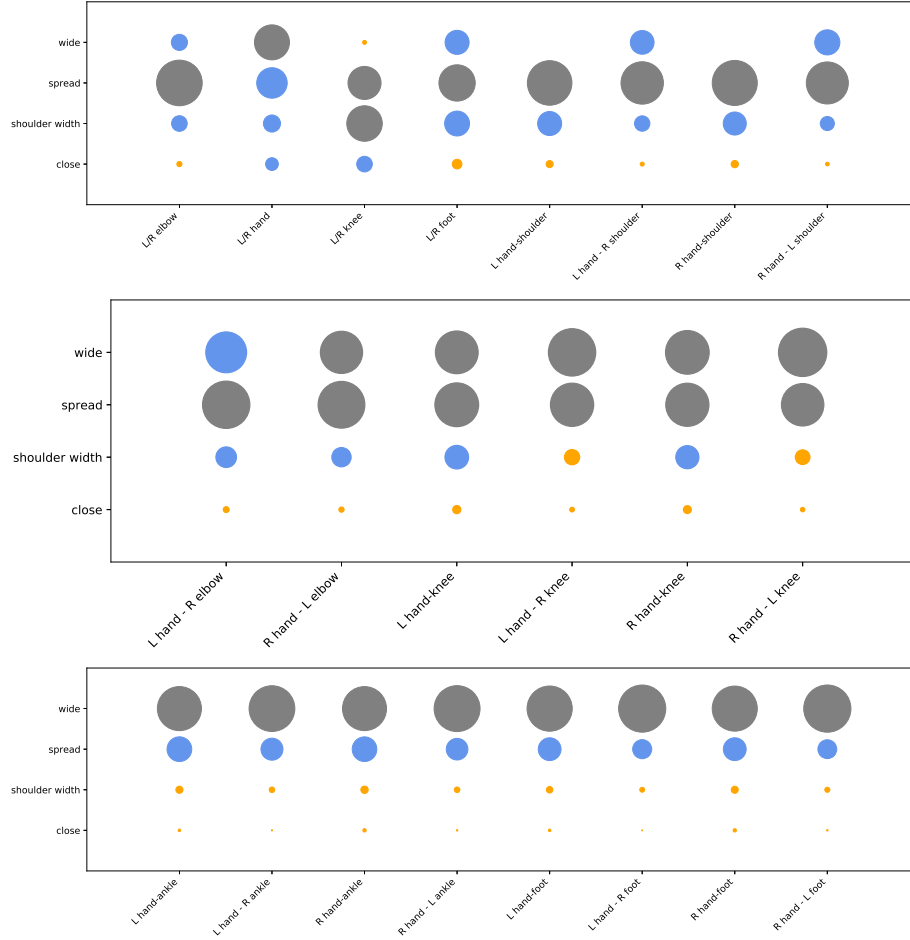 wide
spread
shoulder width
close
L/R elbow
L/R hand
L/R knee
L/R foot
L hand-shoulder
L hand - R shoulder
R hand-shoulder
R hand - L shoulder
wide
spread
shoulder width
close
L hand - R elbow
R hand - L elbow
L hand-knee
L hand - R knee
R hand-knee
R hand - L knee
wide
spread
shoulder width
close
L hand-ankle
L hand - R ankle
R hand-ankle
R hand - L ankle
L hand-foot
L hand - R foot
R hand-foot
R hand - L foot